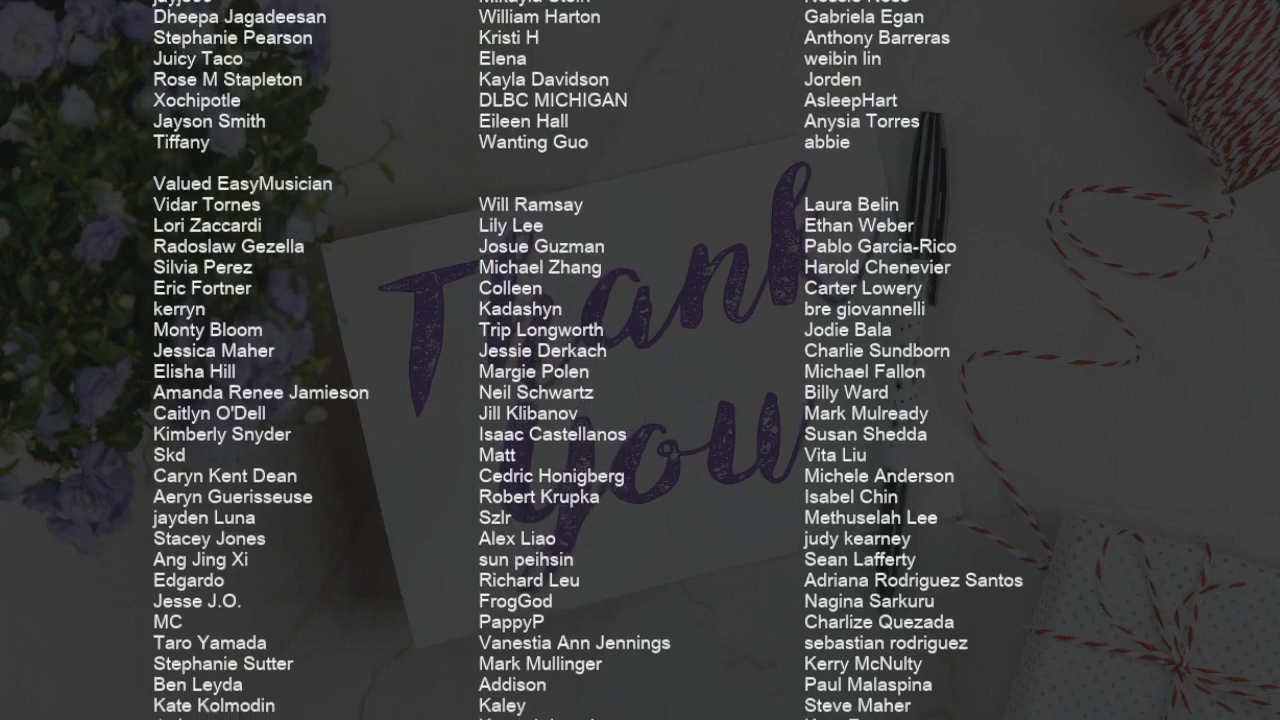 Dheepa Jagadeesan William Harton Gabriela Egan
Stephanie Pearson Kristi H Anthony Barreras
Juicy Taco Elena weibin lin
Rose M Stapleton Kayla Davidson Jorden
Xochipotle DLBC MICHIGAN AsleepHart
Jayson Smith Eileen Hall Anysia Torres
Tiffany Wanting Guo abbie
Valued EasyMusician
Vidar Tornes Will Ramsay Laura Belin
Lori Zaccardi Lily Lee Ethan Weber
Radoslaw Gezella Josue Guzman Pablo Garcia-Rico
Silvia Perez Michael Zhang Harold Chenevier
Eric Fortner Colleen Carter Lowery
kerryn Kadashyn bre giovannelli
Monty Bloom Trip Longworth Jodie Bala
Jessica Maher Jessie Derkach Charlie Sundborn
Elisha Hill Margie Polen Michael Fallon
Amanda Renee Jamieson Neil Schwartz Billy Ward
Caitlyn O'Dell Jill Klibanov Mark Mulready
Kimberly Snyder Isaac Castellanos Susan Shedda
Skd Matt Vita Liu
Caryn Kent Dean Cedric Honigberg Michele Anderson
Aeryn Guerisseuse Robert Krupka Isabel Chin
jayden Luna Szlr Methuselah Lee
Stacey Jones Alex Liao judy kearney
Ang Jing Xi sun peihsin Sean Lafferty
Edgardo Richard Leu Adriana Rodriguez Santos
Jesse J.O. FrogGod Nagina Sarkuru
MC PappyP Charlize Quezada
Taro Yamada Vanestia Ann Jennings sebastian rodriguez
Stephanie Sutter Mark Mullinger Kerry McNulty
Ben Leyda Addison Paul Malaspina
Kate Kolmodin Kaley Steve Maher
Thank
you